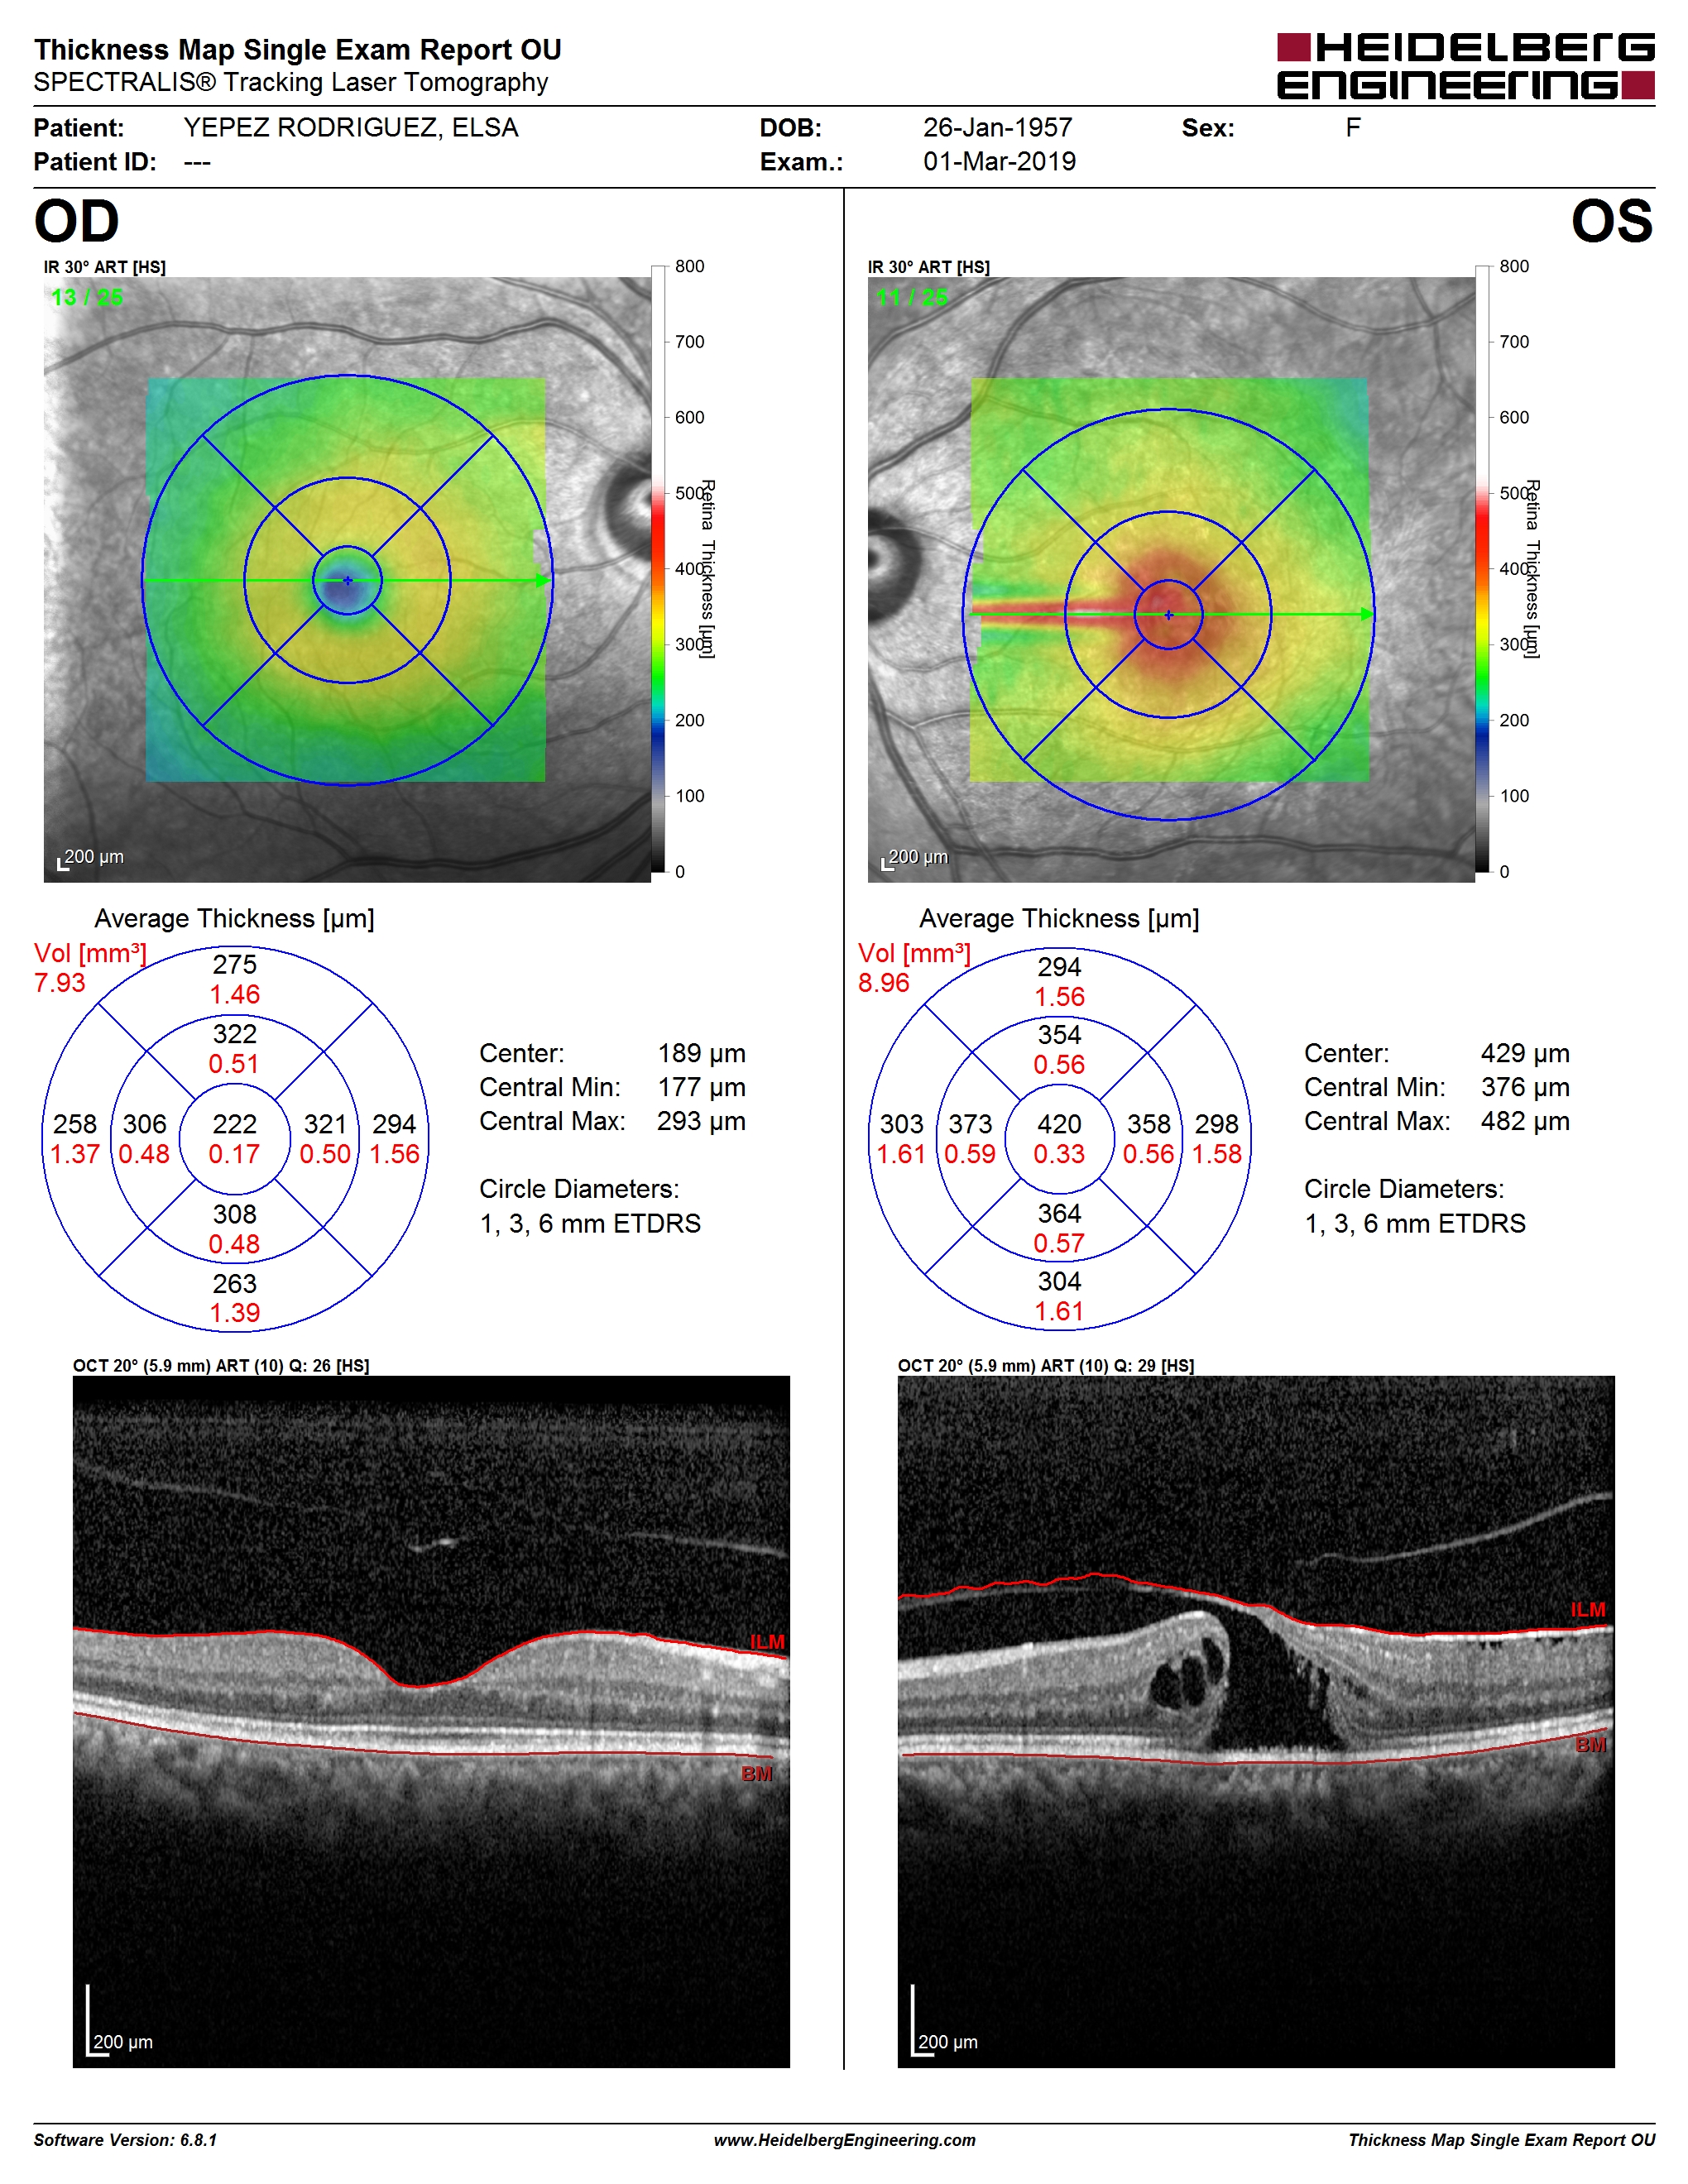 Thickness Map Single Exam Report OU
SPECTRALIS® Tracking Laser Tomography
HEIDELBERG
ENGINEERING
Patient: YEPEZ RODRIGUEZ, ELSA DOB: 26-Jan-1957 Sex: F
Patient ID: --- Exam.: 01-Mar-2019
OD
IR 30° ART [HS]
13 / 25
800
700
600
500
400
300
200
100
0
Retina Thickness [µm]
200 µm
Average Thickness [µm]
Vol [mm³]
7.93
275
1.46
322
0.51
258 306 222 321 294
1.37 0.48 0.17 0.50 1.56
308
0.48
263
1.39
Center: 189 µm
Central Min: 177 µm
Central Max: 293 µm
Circle Diameters:
1, 3, 6 mm ETDRS
OCT 20° (5.9 mm) ART (10) Q: 26 [HS]
ILM
BM
200 µm
OS
IR 30° ART [HS]
11 / 25
800
700
600
500
400
300
200
100
0
Retina Thickness [µm]
200 µm
Average Thickness [µm]
Vol [mm³]
8.96
294
1.56
354
0.56
303 373 420 358 298
1.61 0.59 0.33 0.56 1.58
364
0.57
304
1.61
Center: 429 µm
Central Min: 376 µm
Central Max: 482 µm
Circle Diameters:
1, 3, 6 mm ETDRS
OCT 20° (5.9 mm) ART (10) Q: 29 [HS]
ILM
BM
200 µm
Software Version: 6.8.1 www.HeidelbergEngineering.com Thickness Map Single Exam Report OU